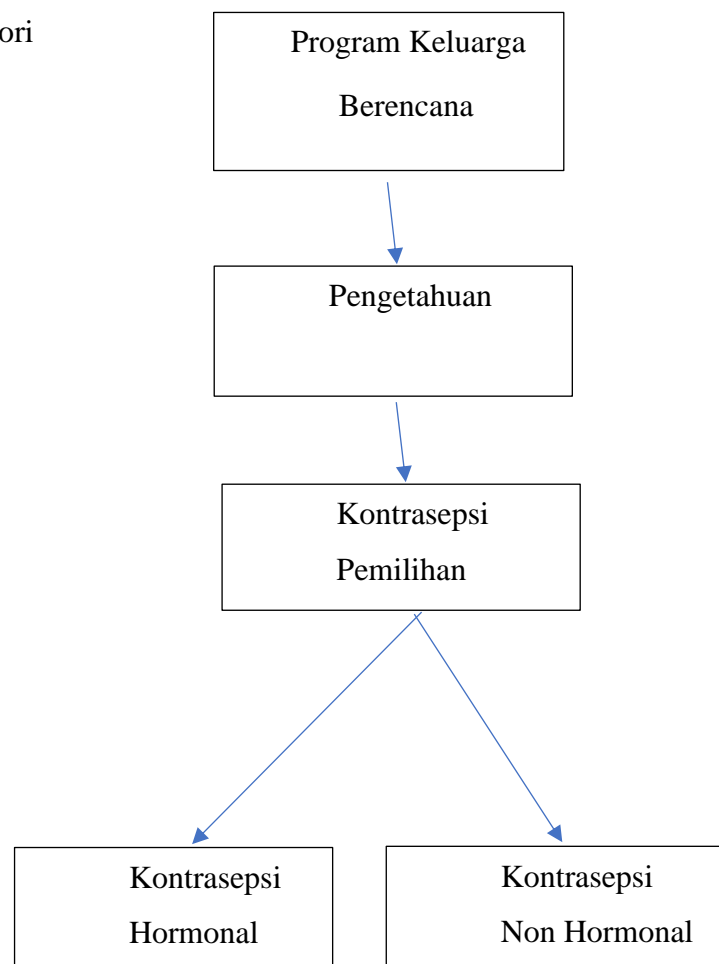 ori
Program Keluarga
Berencana
Pengetahuan
Kontrasepsi
Pemilihan
Kontrasepsi
Hormonal
Kontrasepsi
Non Hormonal